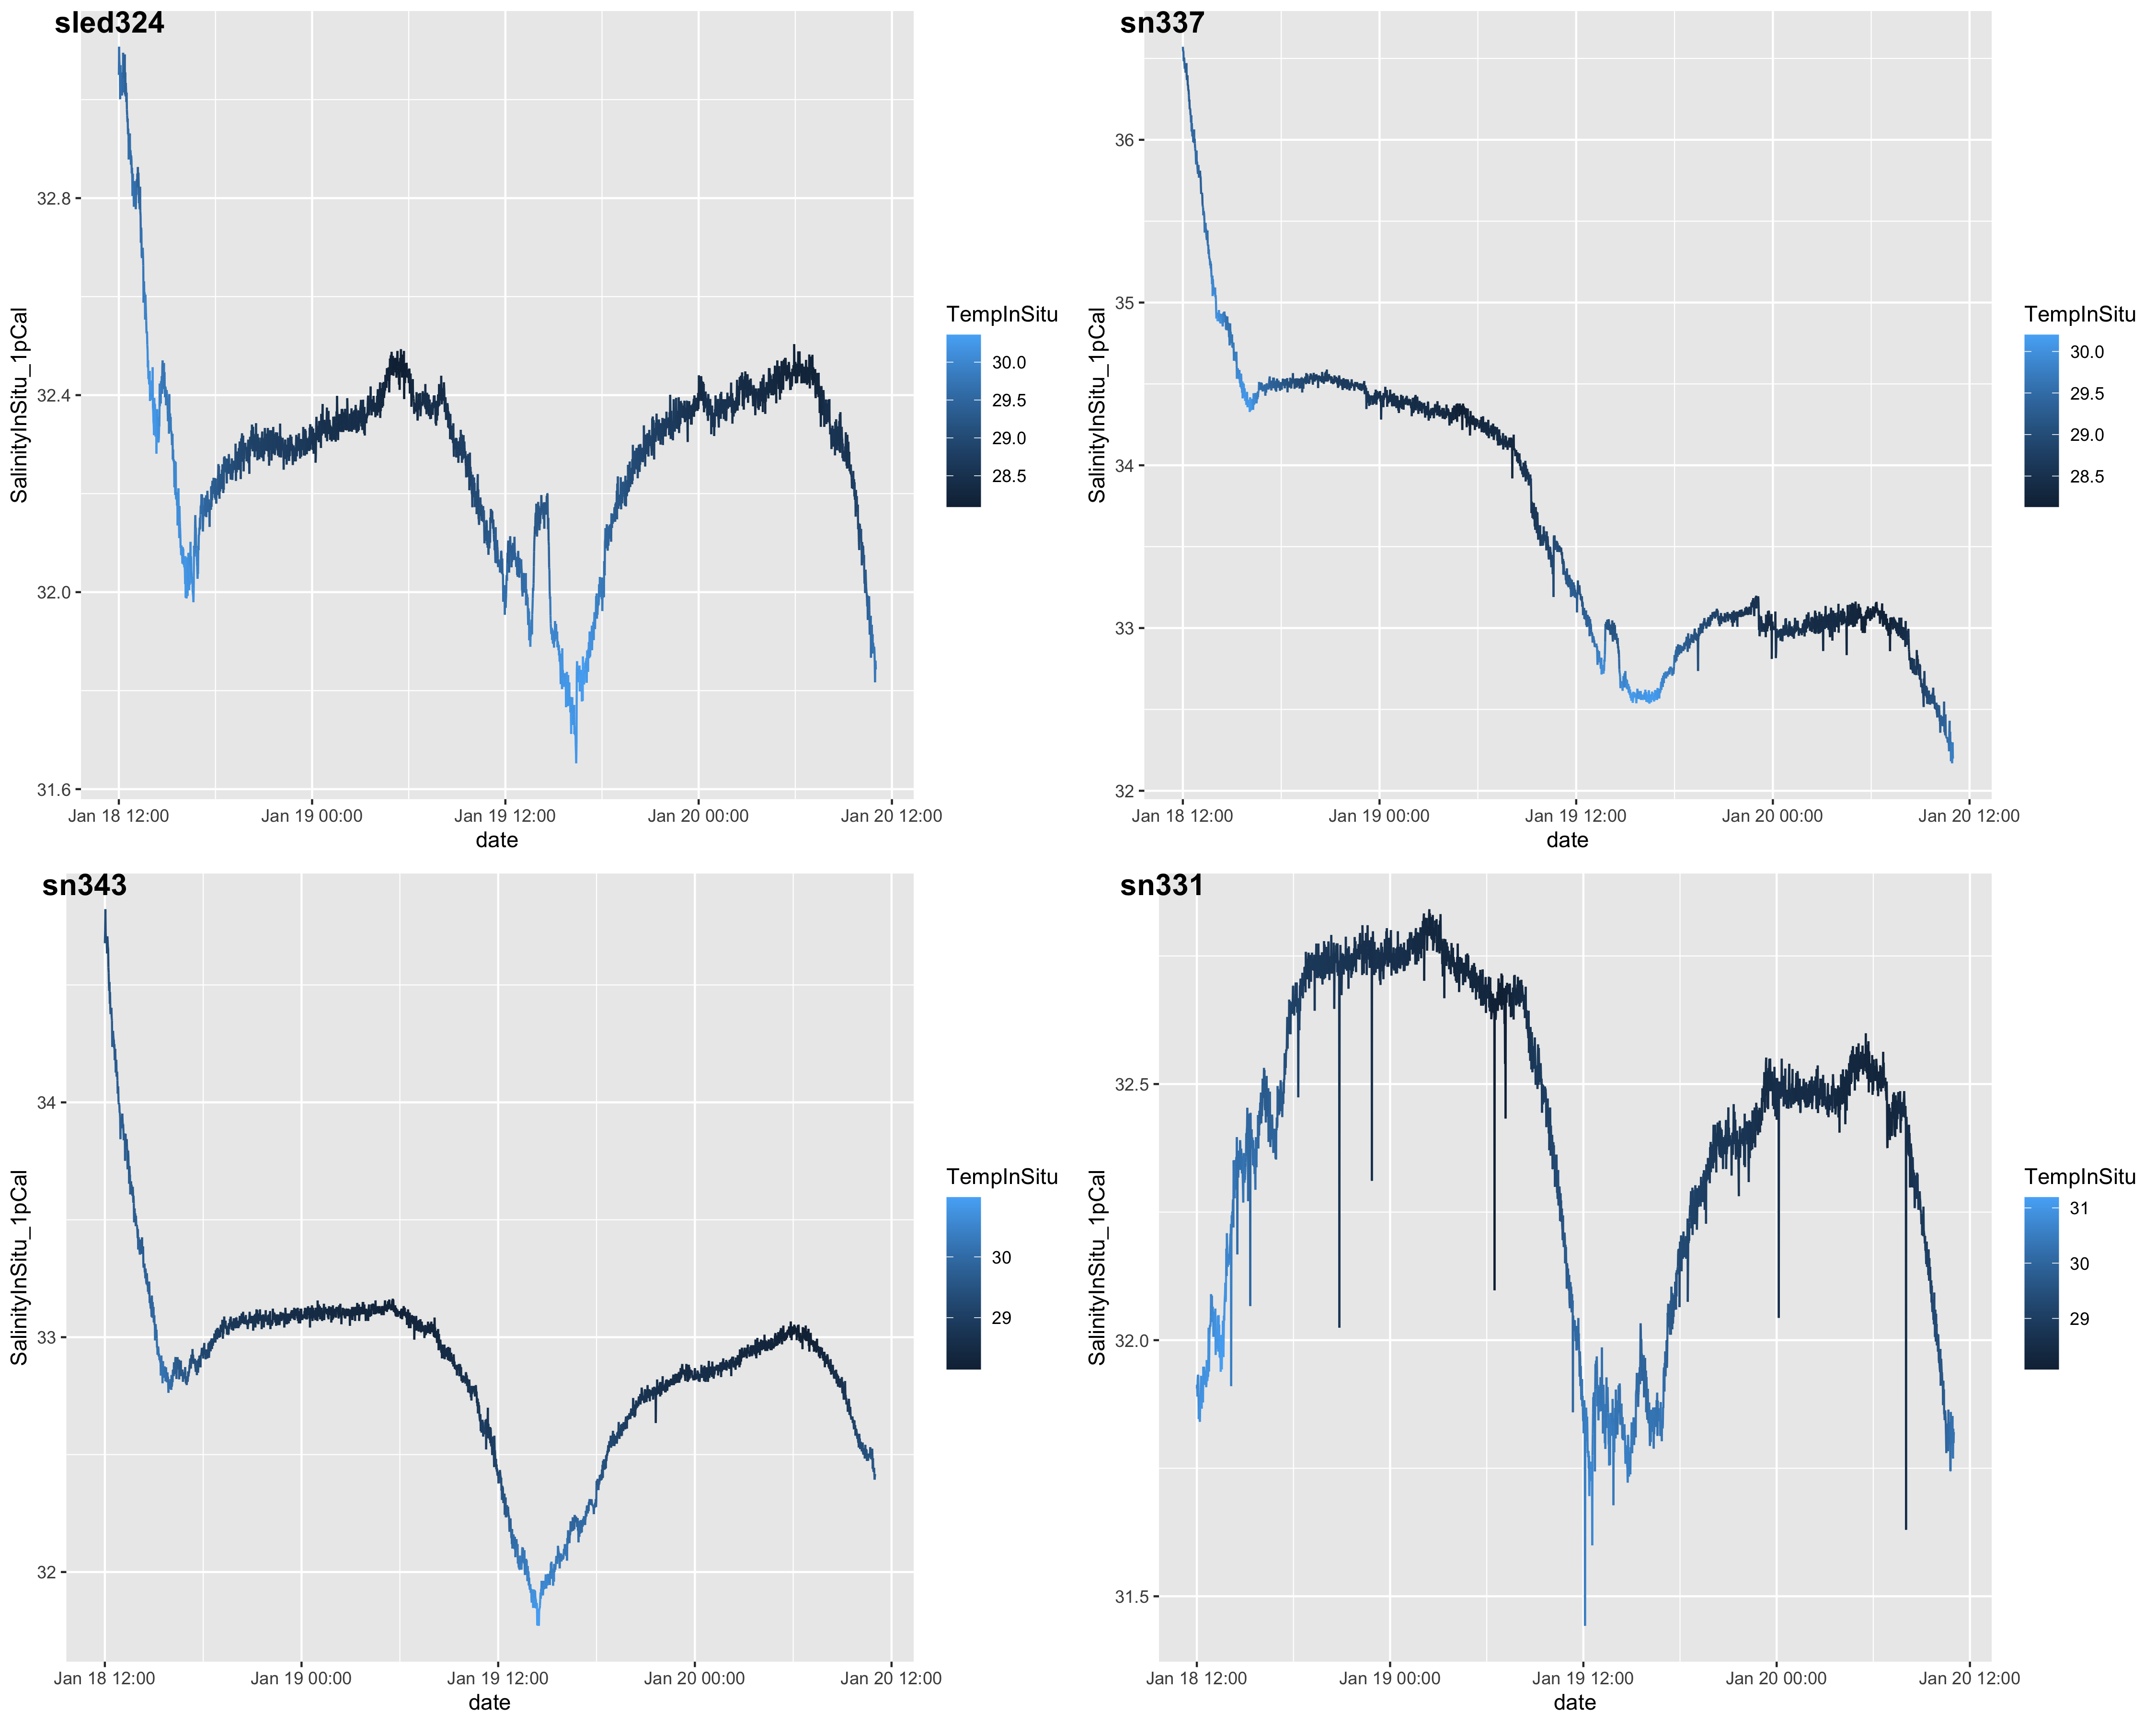 sled324
SalinityInSitu_1pCal
32.8
32.4
32.0
31.6
Jan 18 12:00
Jan 19 00:00
Jan 19 12:00
Jan 20 00:00
Jan 20 12:00
date
TempInSitu
30.0
29.5
29.0
28.5
sn337
SalinityInSitu_1pCal
36
35
34
33
32
Jan 18 12:00
Jan 19 00:00
Jan 19 12:00
Jan 20 00:00
Jan 20 12:00
date
TempInSitu
30.0
29.5
29.0
28.5
sn343
SalinityInSitu_1pCal
34
33
32
Jan 18 12:00
Jan 19 00:00
Jan 19 12:00
Jan 20 00:00
Jan 20 12:00
date
TempInSitu
30
29
sn331
SalinityInSitu_1pCal
32.5
32.0
31.5
Jan 18 12:00
Jan 19 00:00
Jan 19 12:00
Jan 20 00:00
Jan 20 12:00
date
TempInSitu
31
30
29